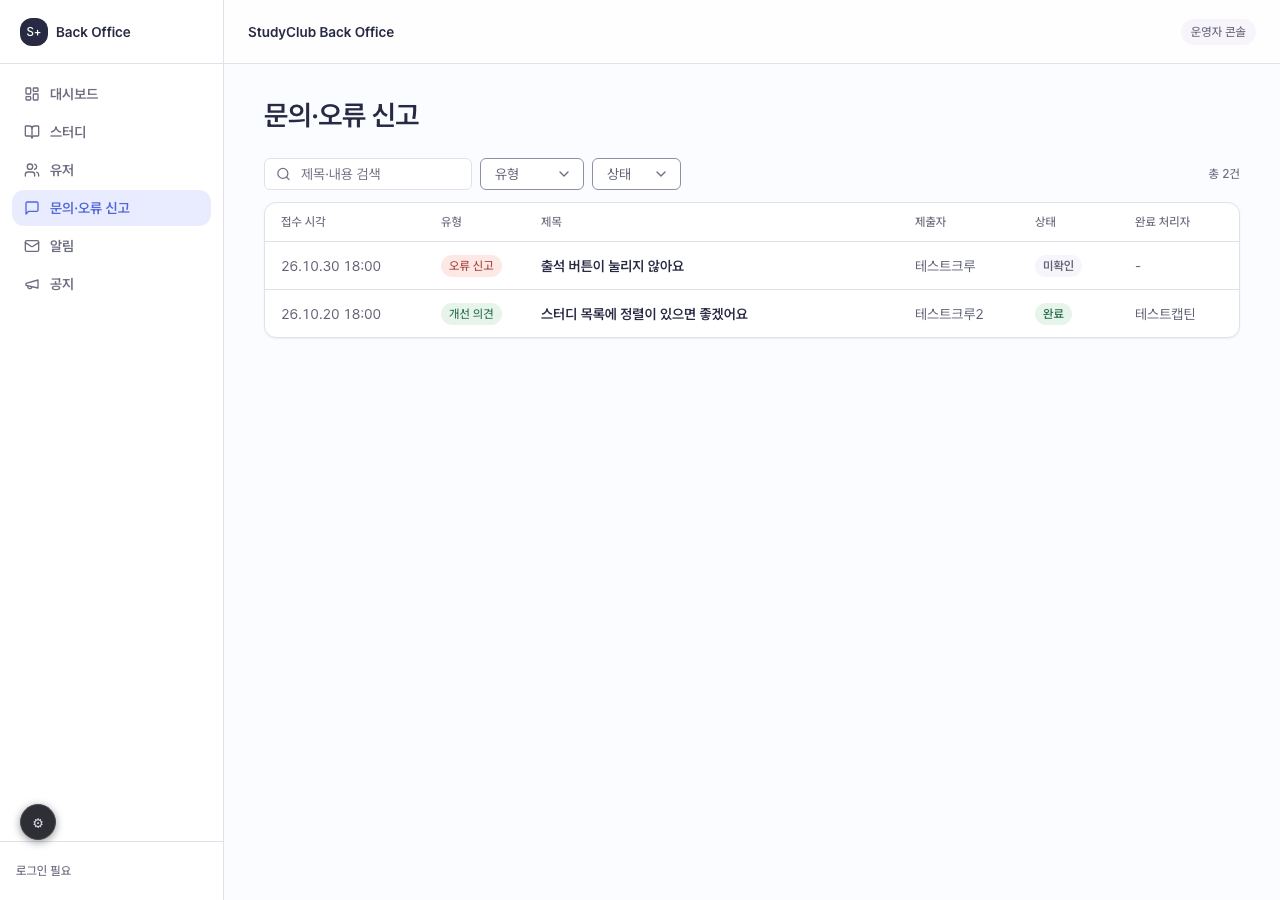 S+ Back Office
StudyClub Back Office
운영자 콘솔
대시보드
스터디
유저
문의·오류 신고
알림
공지
로그인 필요
문의·오류 신고
제목·내용 검색
유형
상태
총 2건
접수 시각 유형 제목 제출자 상태 완료 처리자
26.10.30 18:00 오류 신고 출석 버튼이 눌리지 않아요 테스트크루 미확인 -
26.10.20 18:00 개선 의견 스터디 목록에 정렬이 있으면 좋겠어요 테스트크루2 완료 테스트캡틴